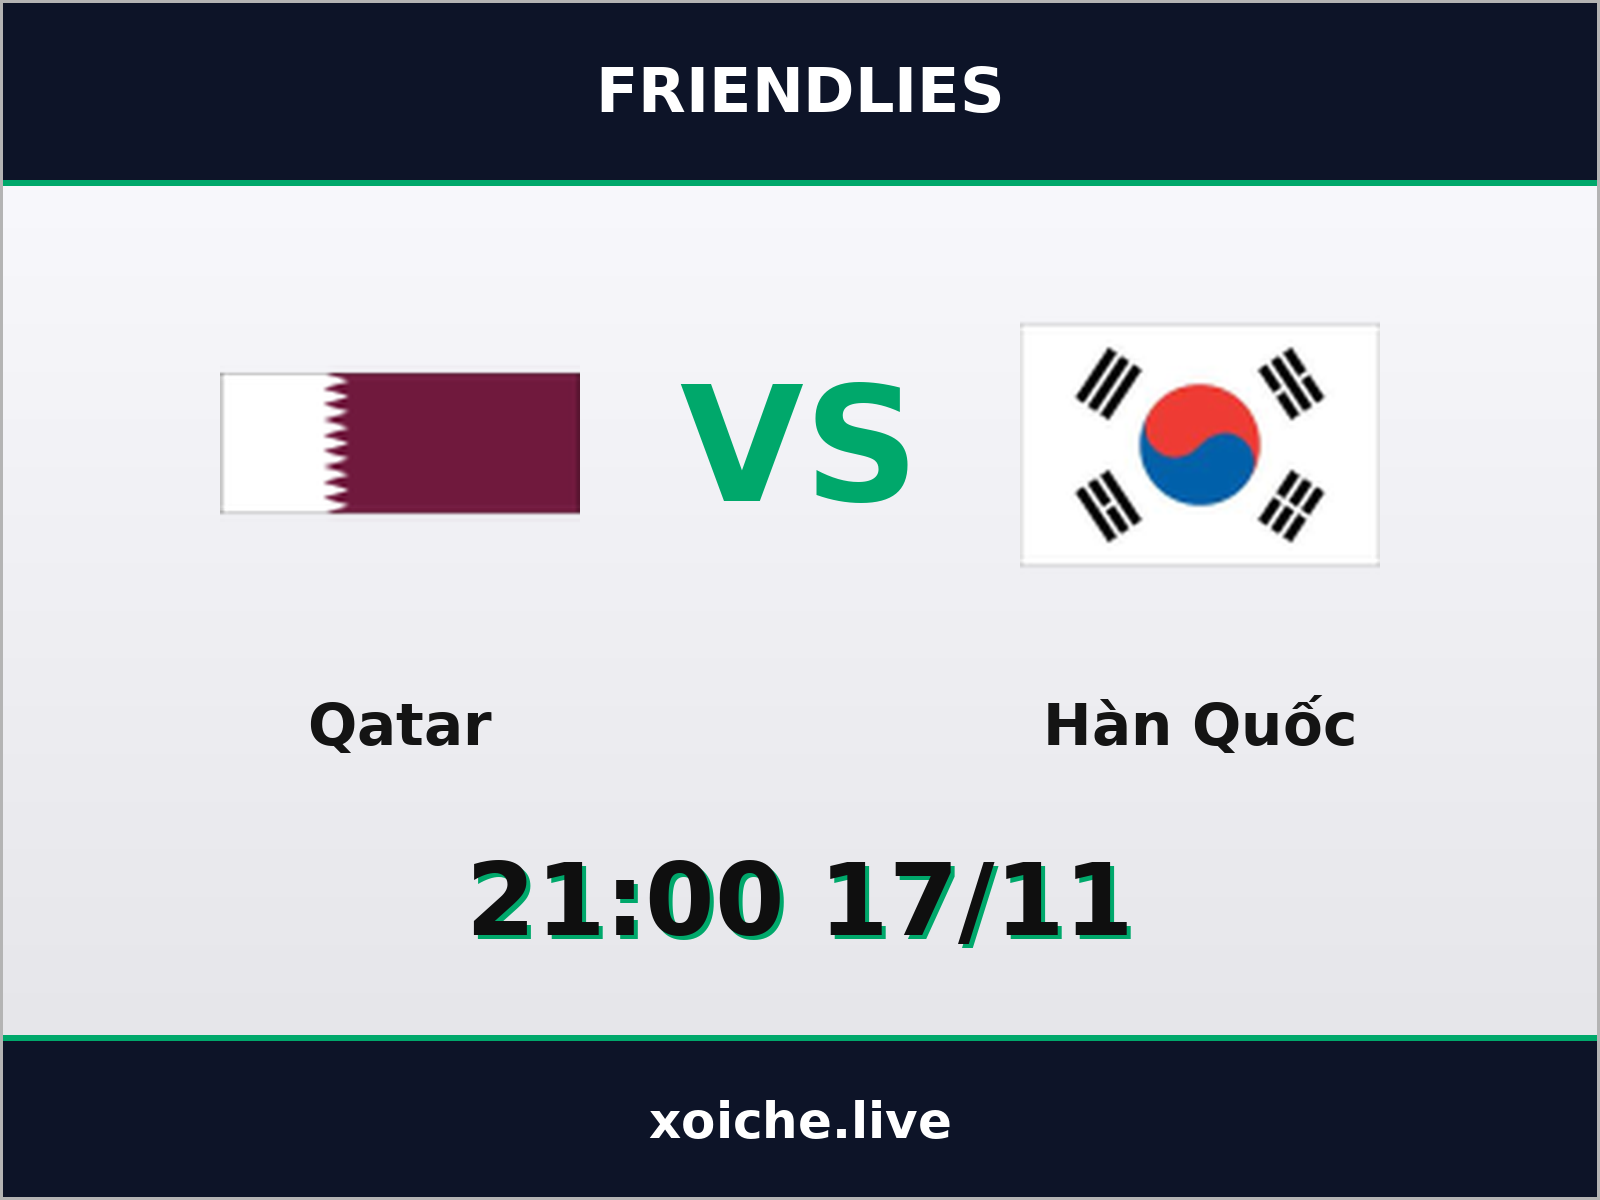 FRIENDLIES
VS
Qatar
Hàn Quốc
21:00 17/11
xoiche.live